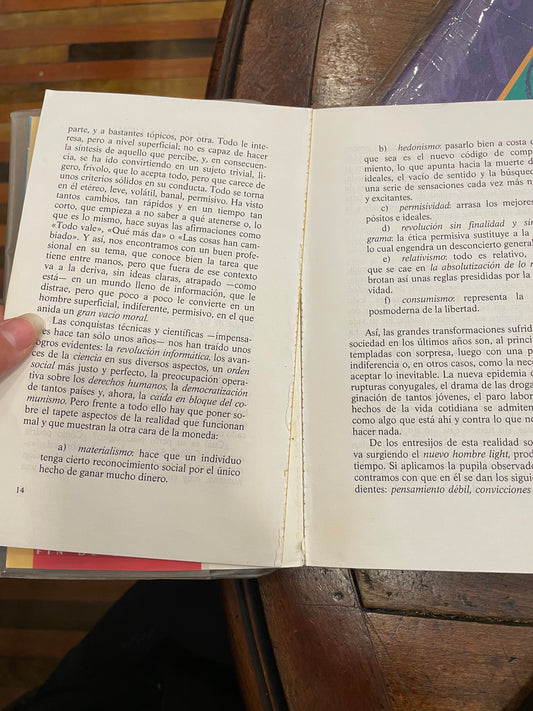 parte, y a bastantes tópicos, por otra. Todo le inte-
resa, pero a nivel superficial; no es capaz de hacer
la síntesis de aquello que percibe, y, en consecuen-
cia, se ha ido convirtiendo en un sujeto trivial, li-
gero, frívolo, que lo acepta todo, pero que carece de
unos criterios sólidos en su conducta. Todo se torna
en él etéreo, leve, volátil, banal, permisivo. Ha visto
tantos cambios, tan rápidos y en un tiempo tan
corto, que empieza a no saber a qué atenerse o, lo
que es lo mismo, hace suyas las afirmaciones como
«Todo vale», «Qué más da» o «Las cosas han cam-
biado». Y así, nos encontramos con un buen profe-
sional en su tema, que conoce bien la tarea que
tiene entre manos, pero que fuera de ese contexto
va a la deriva, sin ideas claras, atrapado —como
está— en un mundo lleno de información, que le
distrae, pero que poco a poco le convierte en un
hombre superficial, indiferente, permisivo, en el que
anida un gran vacío moral.
Las conquistas técnicas y científicas —impensa-
es hace tan sólo unos años— nos han traído unos
logros evidentes: la revolución informática, los avan-
ces de la ciencia en sus diversos aspectos, un orden
social más justo y perfecto, la preocupación opera-
tiva sobre los derechos humanos, la democratización
de tantos países y, ahora, la caída en bloque del co-
munismo. Pero frente a todo ello hay que poner so-
bre el tapete aspectos de la realidad que funcionan
mal y que muestran la otra cara de la moneda:
a) materialismo: hace que un individuo
tenga cierto reconocimiento social por el único
hecho de ganar mucho dinero.
14
b) hedonismo: pasarlo bien a costa
que sea es el nuevo código de comp
miento, lo que apunta hacia la muerte d
ideales, el vacío de sentido y la búsque
una serie de sensaciones cada vez más n
y excitantes.
c) permisividad: arrasa los mejores
pósitos e ideales.
d) revolución sin finalidad y sin
grama: la ética permisiva sustituye a la
lo cual engendra un desconcierto general
e) relativismo: todo es relativo,
que se cae en la absolutización de lo r
tivo; brotan así unas reglas presididas por la
vidad.
f) consumismo: representa la
posmoderna de la libertad.
Así, las grandes transformaciones sufrid
sociedad en los últimos años son, al princi
templadas con sorpresa, luego con una p
indiferencia o, en otros casos, como la nece
aceptar lo inevitable. La nueva epidemia
rupturas conyugales, el drama de las droga
ginación de tantos jóvenes, el paro labor
hechos de la vida cotidiana se admiten
como algo que está ahí y contra lo que no
hacer nada.
De los entresijos de esta realidad so
va surgiendo el nuevo hombre light, prod
tiempo. Si aplicamos la pupila observado
contramos con que en él se dan los siguie
dientes: pensamiento débil, convicciones